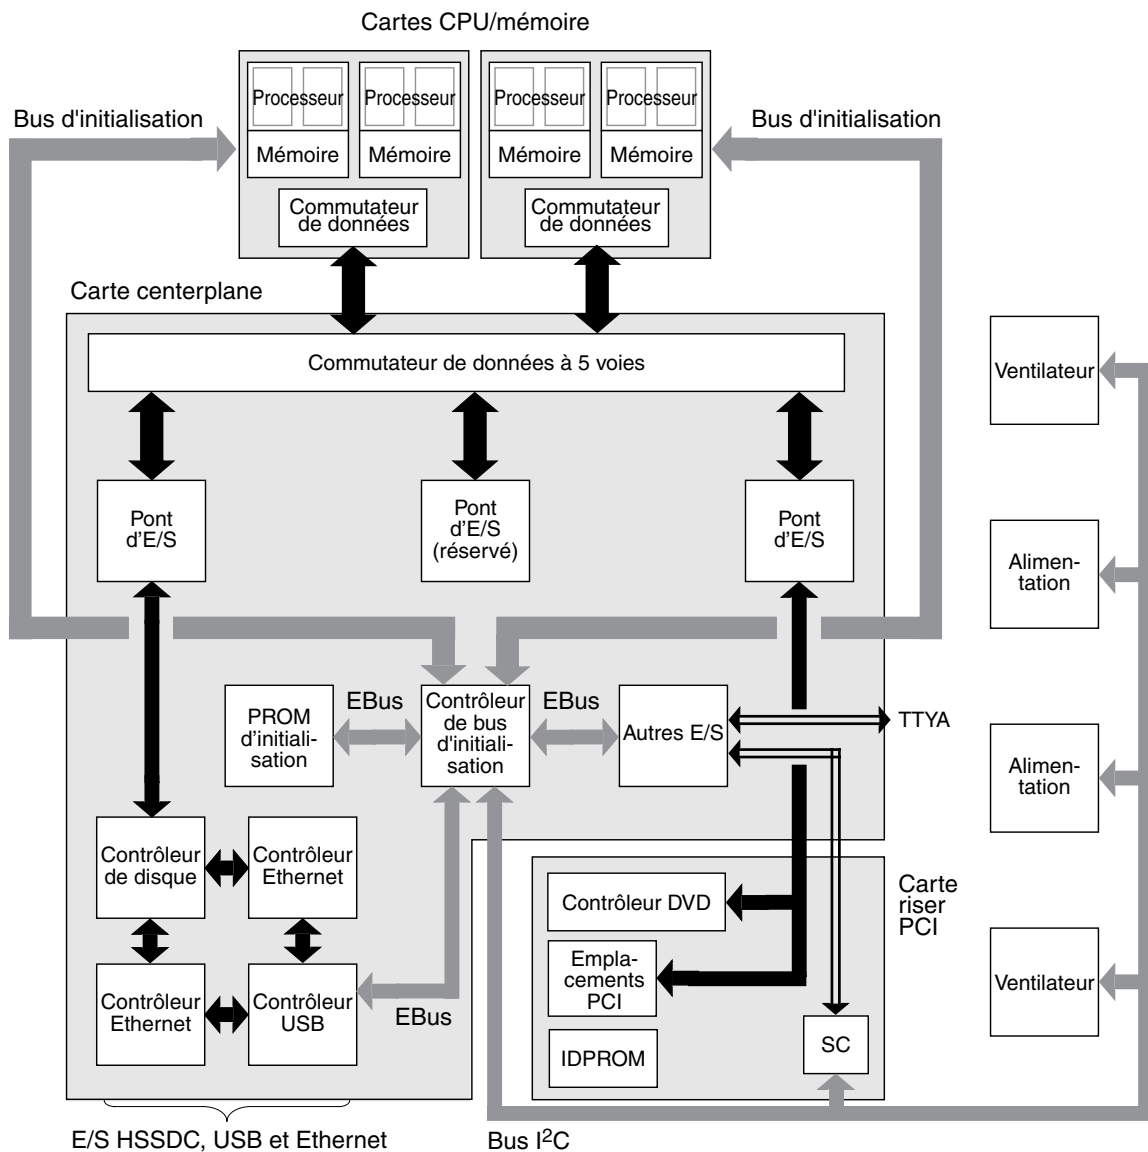 Cartes CPU/mémoire
Processeur
Processeur
Processeur
Processeur
Bus d'initialisation
Bus d'initialisation
Mémoire
Mémoire
Mémoire
Mémoire
Commutateur
de données
Commutateur
de données
Carte centerplane
Commutateur de données à 5 voies
Ventilateur
Pont
d'E/S
Pont
d'E/S
(réservé)
Pont
d'E/S
Alimen-
tation
EBus
EBus
PROM
d'initiali-
sation
Contrôleur
de bus
d'initiali-
sation
Autres E/S
TTYA
Alimen-
tation
Contrôleur
de disque
Contrôleur
Ethernet
Contrôleur DVD
Carte
riser
PCI
Contrôleur
Ethernet
Contrôleur
USB
EBus
Empla-
cements
PCI
Ventilateur
IDPROM
SC
E/S HSSDC, USB et Ethernet
Bus I²C